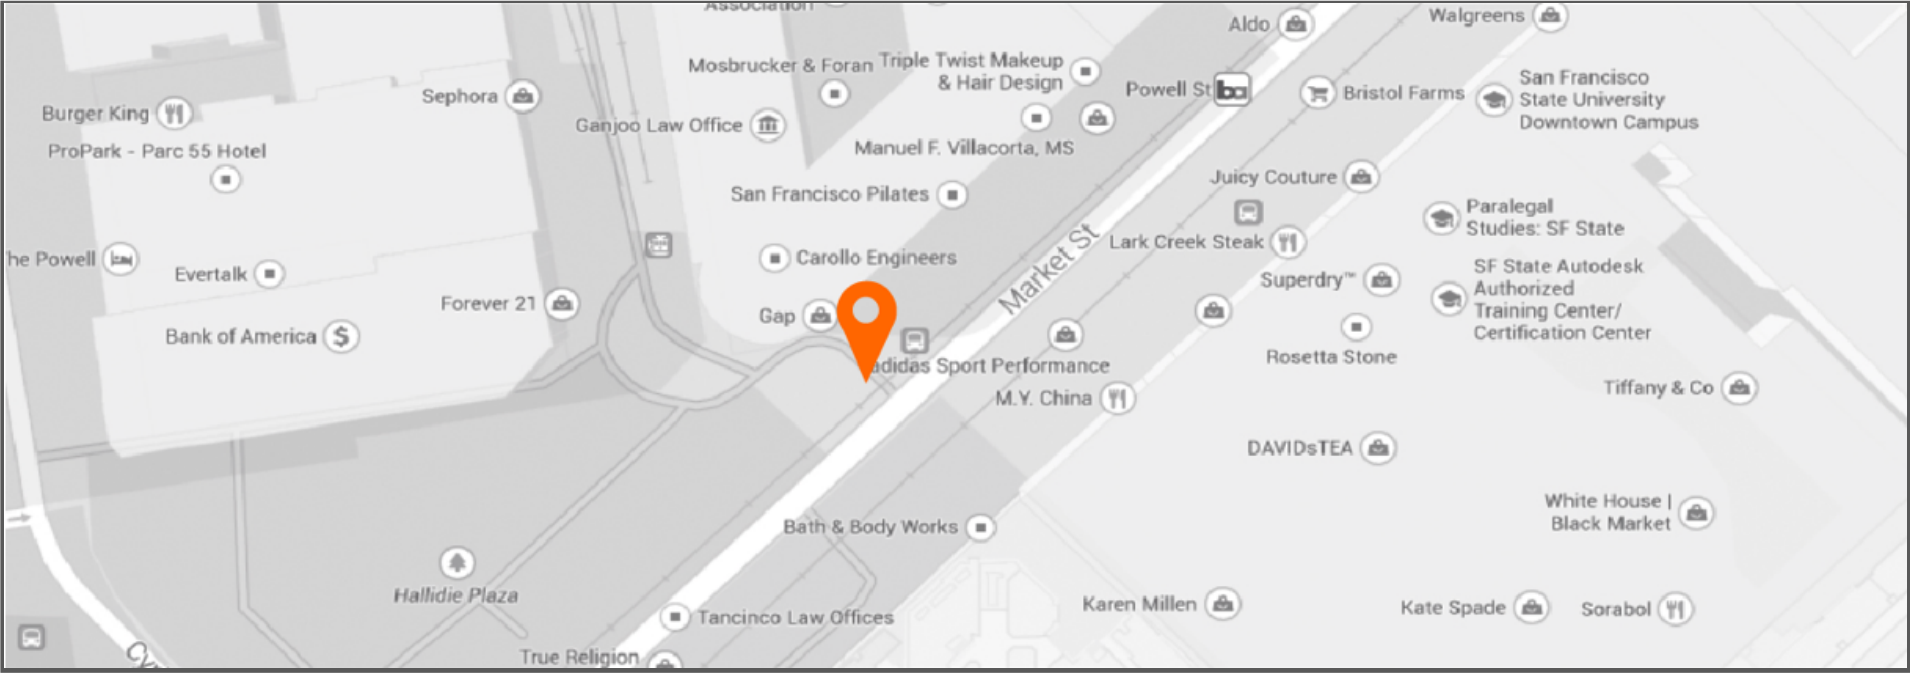 Association
Aldo
Walgreens
Mosbrucker & Foran
Triple Twist Makeup
& Hair Design
Powell St
ba
Bristol Farms
San Francisco
State University
Downtown Campus
Sephora
Burger King
Ganjoo Law Office
ProPark - Parc 55 Hotel
Manuel F. Villacorta, MS
Juicy Couture
San Francisco Pilates
Paralegal
Studies: SF State
Market St
Lark Creek Steak
he Powell
Evertalk
Carollo Engineers
Superdry™
SF State Autodesk
Authorized
Training Center/
Certification Center
Forever 21
Gap
Bank of America
Rosetta Stone
adidas Sport Performance
M.Y. China
Tiffany & Co
DAVIDsTEA
White House |
Black Market
Bath & Body Works
Hallidie Plaza
Karen Millen
Kate Spade
Sorabol
Tancinco Law Offices
True Religion